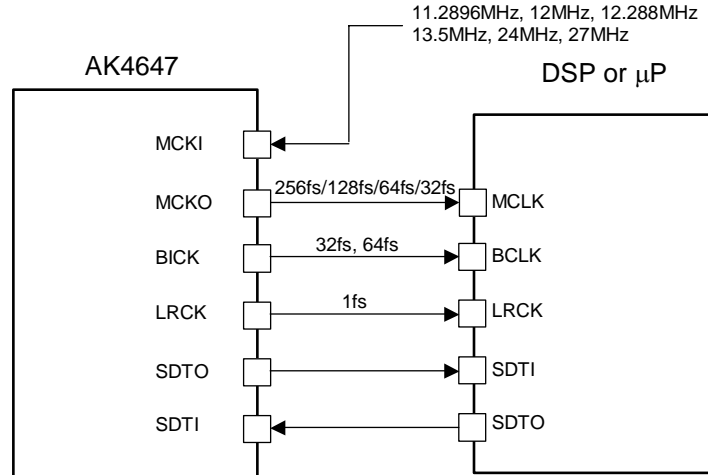 11.2896MHz, 12MHz, 12.288MHz
13.5MHz, 24MHz, 27MHz
AK4647
DSP or μP
MCKI
MCKO
256fs/128fs/64fs/32fs
MCLK
BICK
32fs, 64fs
BCLK
LRCK
1fs
LRCK
SDTO
SDTI
SDTI
SDTO